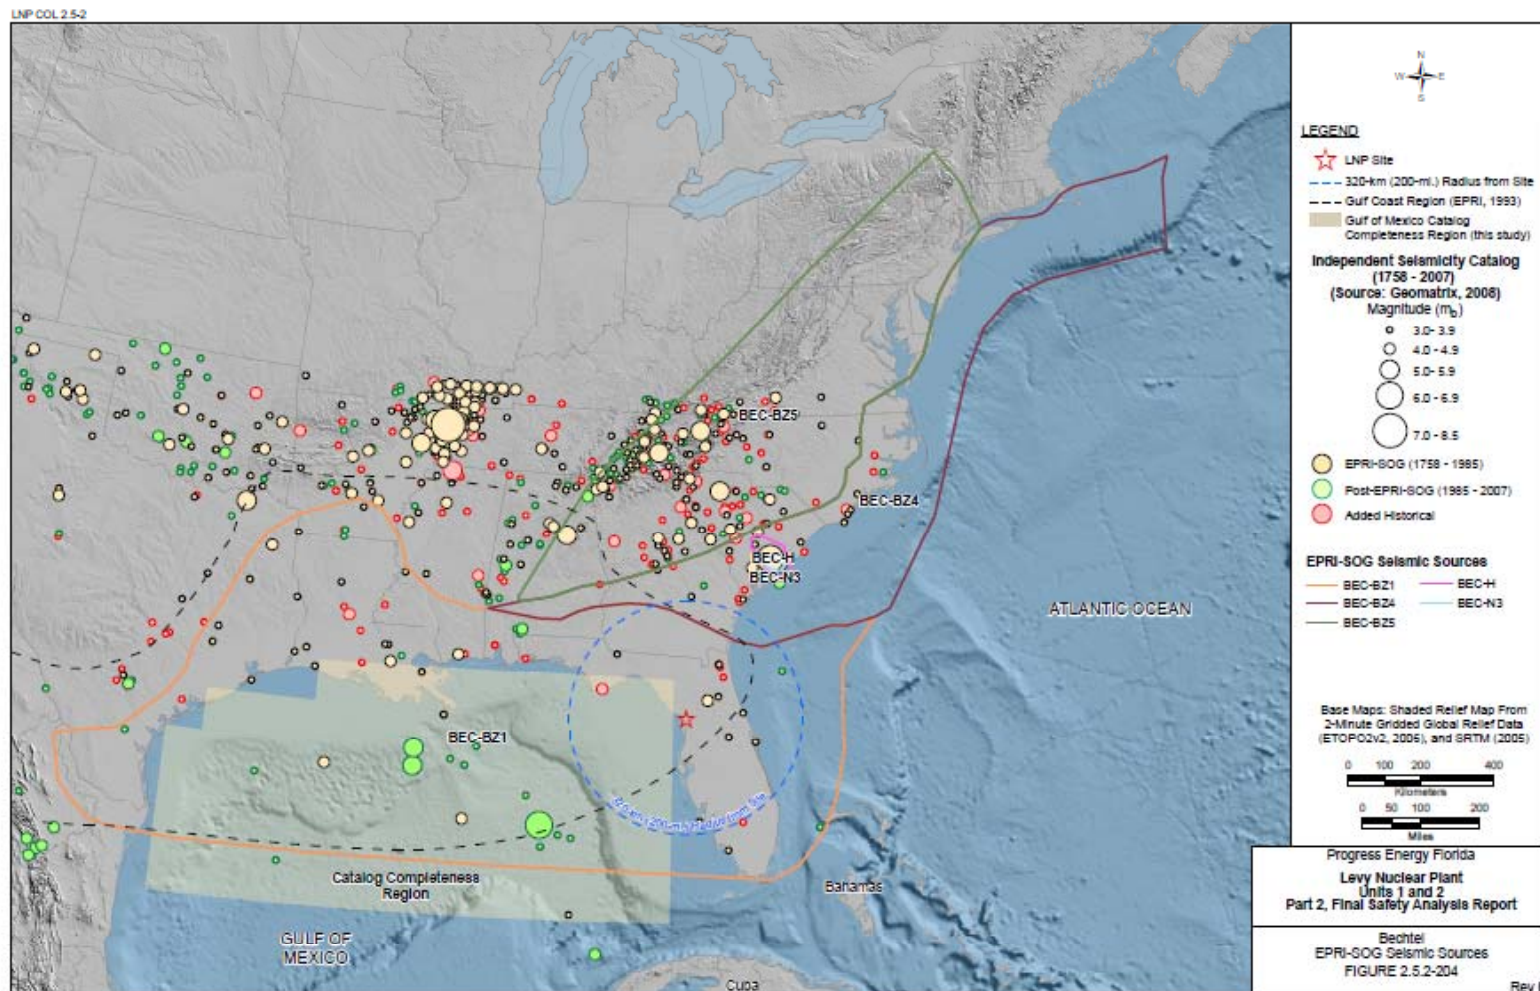 LNP COL 2.5-2
N
W
E
S
LEGEND
LNP Site
320-km (200-mi.) Radius from Site
Gulf Coast Region (EPRI, 1993)
Gulf of Mexico Catalog
Completeness Region (this study)
Independent Seismicity Catalog
(1758 - 2007)
(Source: Geomatrix, 2008)
Magnitude (mb)
3.0- 3.9
4.0 - 4.9
5.0 - 5.9
6.0 - 6.9
7.0 - 8.5
EPRI-SOG (1758 - 1985)
Post-EPRI-SOG (1985 - 2007)
Added Historical
EPRI-SOG Seismic Sources
BEC-BZ1
BEC-H
BEC-BZ4
BEC-N3
BEC-BZ5
BEC-BZ5
BEC-BZ4
BEC-H
BEC-N3
ATLANTIC OCEAN
BEC-BZ1
320-km (200-mi.) Radius from Site
Catalog Completeness
Region
Bahamas
GULF OF
MEXICO
Cuba
Base Maps: Shaded Relief Map From
2-Minute Gridded Global Relief Data
(ETOPO2v2, 2006), and SRTM (2005)
0 100 200 400
Kilometers
0 50 100 200
Miles
Progress Energy Florida
Levy Nuclear Plant
Units 1 and 2
Part 2, Final Safety Analysis Report
Bechtel
EPRI-SOG Seismic Sources
FIGURE 2.5.2-204
Rev